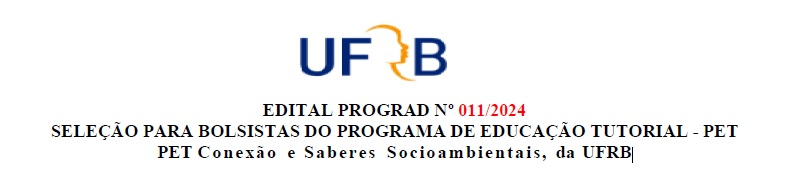 UFRB
EDITAL PROGRAD Nº 011/2024
SELEÇÃO PARA BOLSISTAS DO PROGRAMA DE EDUCAÇÃO TUTORIAL - PET
PET Conexão e Saberes Socioambientais, da UFRB